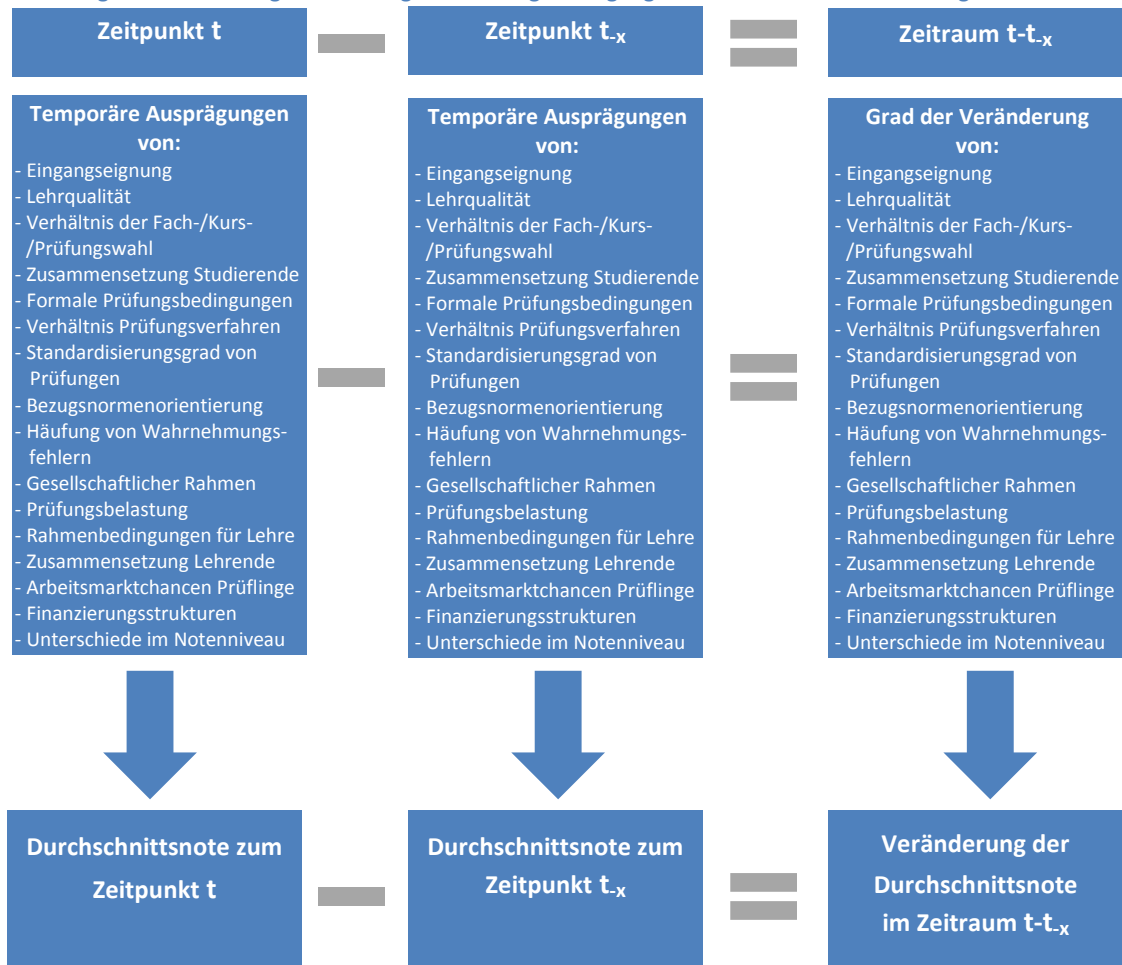 Zeitpunkt t
Zeitpunkt t-x
Zeitraum t-t-x
Temporäre Ausprägungen
von:
- Eingangseignung
- Lehrqualität
- Verhältnis der Fach-/Kurs-
/Prüfungswahl
- Zusammensetzung Studierende
- Formale Prüfungsbedingungen
- Verhältnis Prüfungsverfahren
- Standardisierungsgrad von
Prüfungen
- Bezugsnormenorientierung
- Häufung von Wahrnehmungs-
fehlern
- Gesellschaftlicher Rahmen
- Prüfungsbelastung
- Rahmenbedingungen für Lehre
- Zusammensetzung Lehrende
- Arbeitsmarktchancen Prüflinge
- Finanzierungsstrukturen
- Unterschiede im Notenniveau
Temporäre Ausprägungen
von:
- Eingangseignung
- Lehrqualität
- Verhältnis der Fach-/Kurs-
/Prüfungswahl
- Zusammensetzung Studierende
- Formale Prüfungsbedingungen
- Verhältnis Prüfungsverfahren
- Standardisierungsgrad von
Prüfungen
- Bezugsnormenorientierung
- Häufung von Wahrnehmungs-
fehlern
- Gesellschaftlicher Rahmen
- Prüfungsbelastung
- Rahmenbedingungen für Lehre
- Zusammensetzung Lehrende
- Arbeitsmarktchancen Prüflinge
- Finanzierungsstrukturen
- Unterschiede im Notenniveau
Grad der Veränderung
von:
- Eingangseignung
- Lehrqualität
- Verhältnis der Fach-/Kurs-
/Prüfungswahl
- Zusammensetzung Studierende
- Formale Prüfungsbedingungen
- Verhältnis Prüfungsverfahren
- Standardisierungsgrad von
Prüfungen
- Bezugsnormenorientierung
- Häufung von Wahrnehmungs-
fehlern
- Gesellschaftlicher Rahmen
- Prüfungsbelastung
- Rahmenbedingungen für Lehre
- Zusammensetzung Lehrende
- Arbeitsmarktchancen Prüflinge
- Finanzierungsstrukturen
- Unterschiede im Notenniveau
Durchschnittsnote zum
Zeitpunkt t
Durchschnittsnote zum
Zeitpunkt t-x
Veränderung der
Durchschnittsnote
im Zeitraum t-t-x